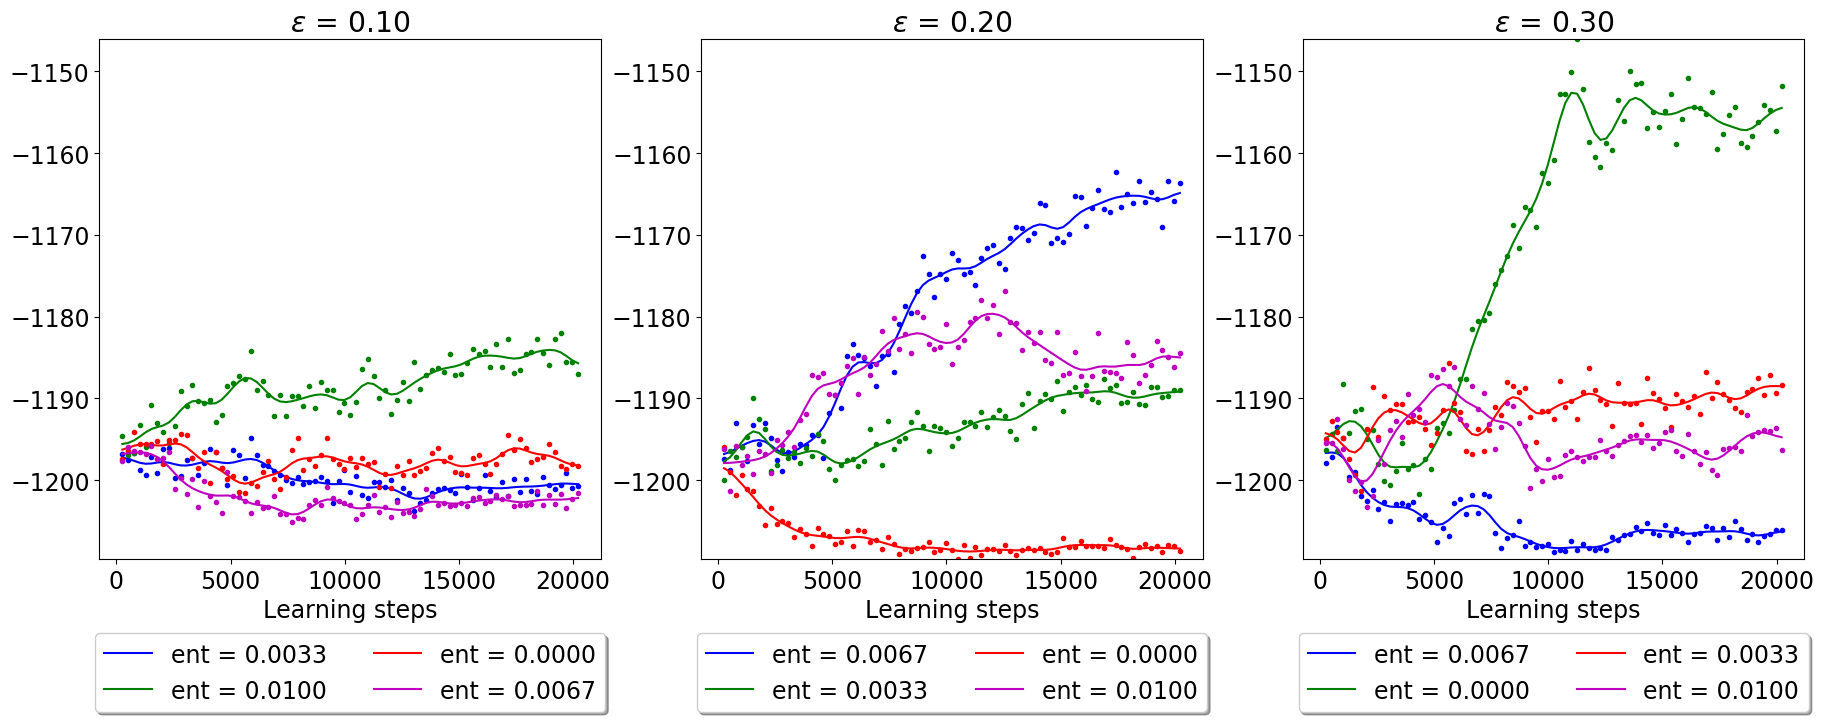 ε = 0.10
−1150
−1160
−1170
−1180
−1190
−1200
0 5000 10000 15000 20000
Learning steps
ent = 0.0033 ent = 0.0000
ent = 0.0100 ent = 0.0067
ε = 0.20
−1150
−1160
−1170
−1180
−1190
−1200
0 5000 10000 15000 20000
Learning steps
ent = 0.0067 ent = 0.0000
ent = 0.0033 ent = 0.0100
ε = 0.30
−1150
−1160
−1170
−1180
−1190
−1200
0 5000 10000 15000 20000
Learning steps
ent = 0.0067 ent = 0.0033
ent = 0.0000 ent = 0.0100